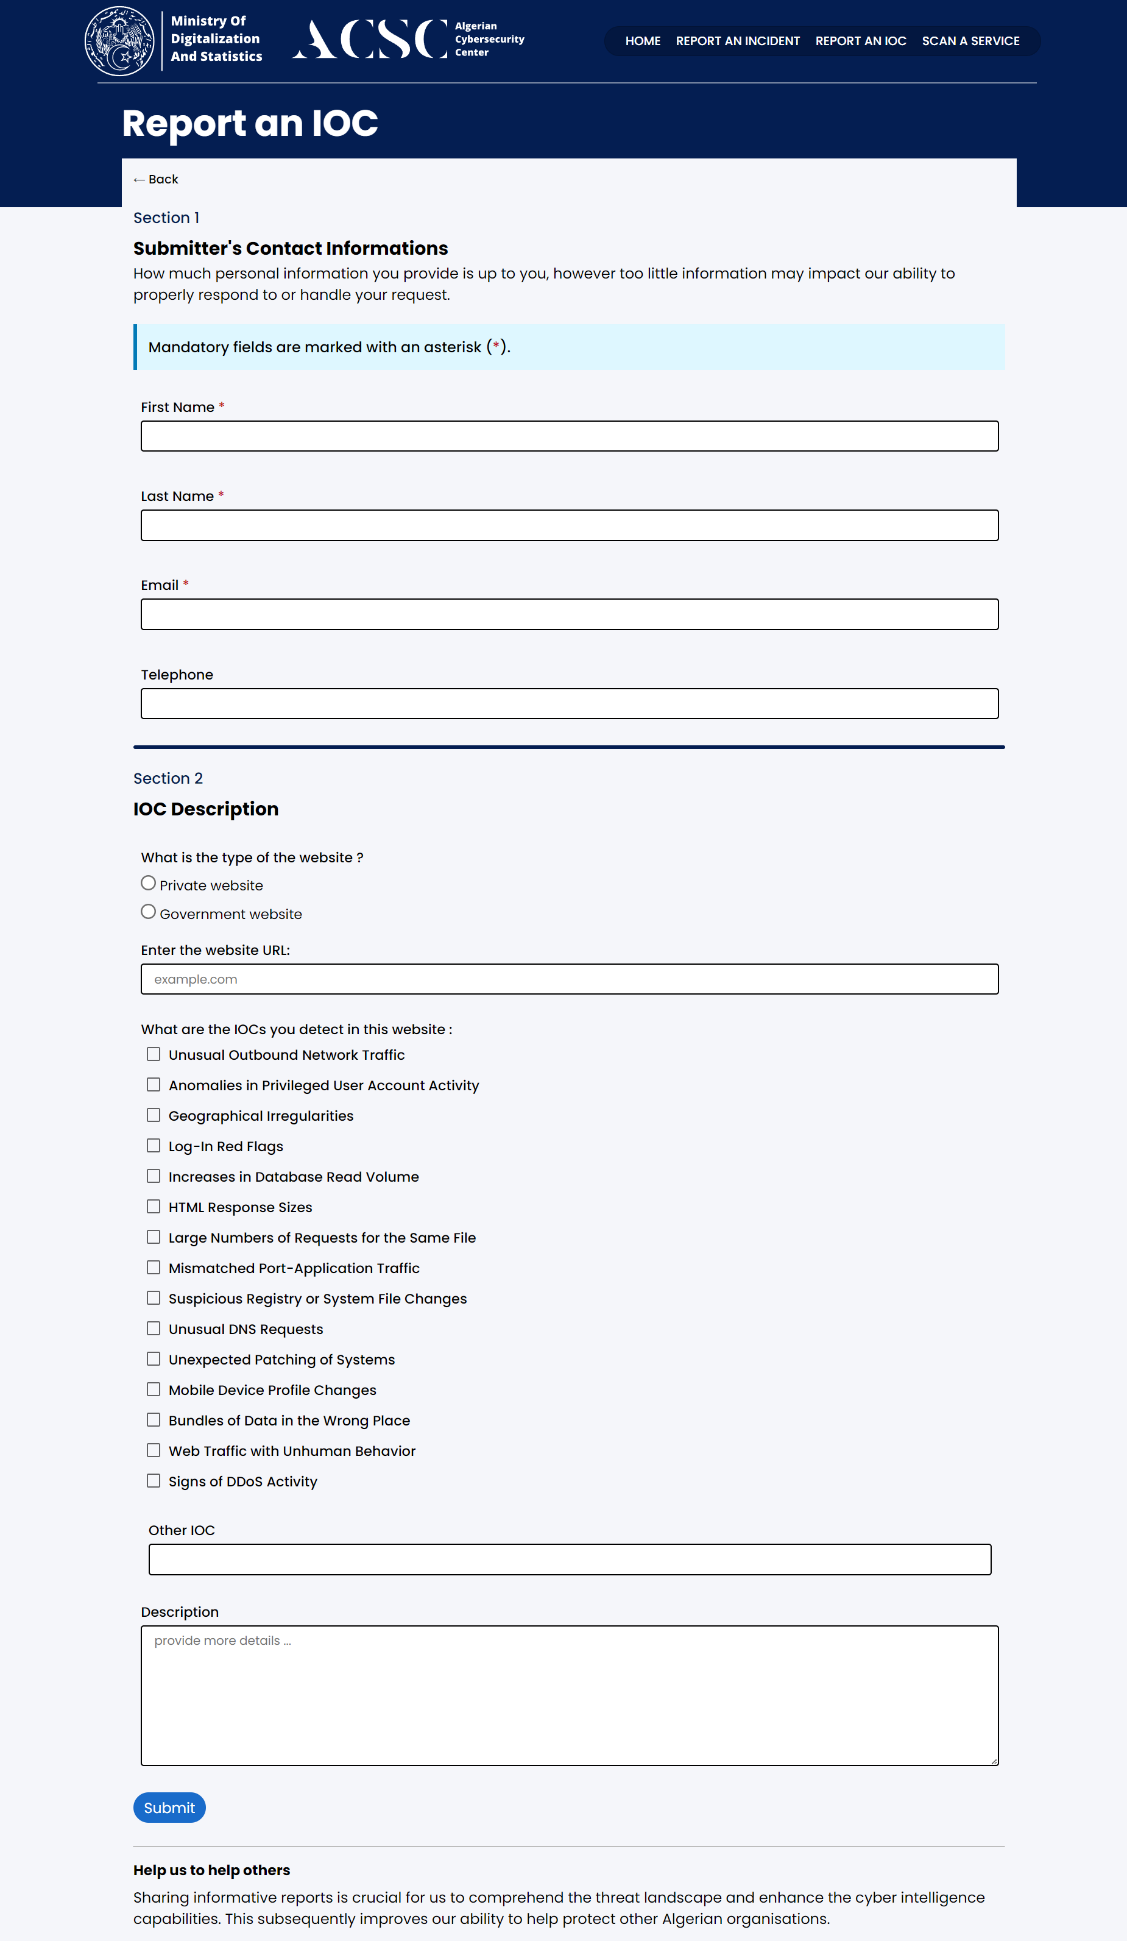 Ministry Of
Digitalization
And Statistics
ACSC
Algerian
Cybersecurity
Center
HOME REPORT AN INCIDENT REPORT AN IOC SCAN A SERVICE
Report an IOC
← Back
Section 1
Submitter's Contact Informations
How much personal information you provide is up to you, however too little information may impact our ability to
properly respond to or handle your request.
Mandatory fields are marked with an asterisk (*).
First Name *
Last Name *
Email *
Telephone
Section 2
IOC Description
What is the type of the website ?
Private website
Government website
Enter the website URL:
example.com
What are the IOCs you detect in this website :
Unusual Outbound Network Traffic
Anomalies in Privileged User Account Activity
Geographical Irregularities
Log-In Red Flags
Increases in Database Read Volume
HTML Response Sizes
Large Numbers of Requests for the Same File
Mismatched Port-Application Traffic
Suspicious Registry or System File Changes
Unusual DNS Requests
Unexpected Patching of Systems
Mobile Device Profile Changes
Bundles of Data in the Wrong Place
Web Traffic with Unhuman Behavior
Signs of DDoS Activity
Other IOC
Description
provide more details ...
Submit
Help us to help others
Sharing informative reports is crucial for us to comprehend the threat landscape and enhance the cyber intelligence
capabilities. This subsequently improves our ability to help protect other Algerian organisations.